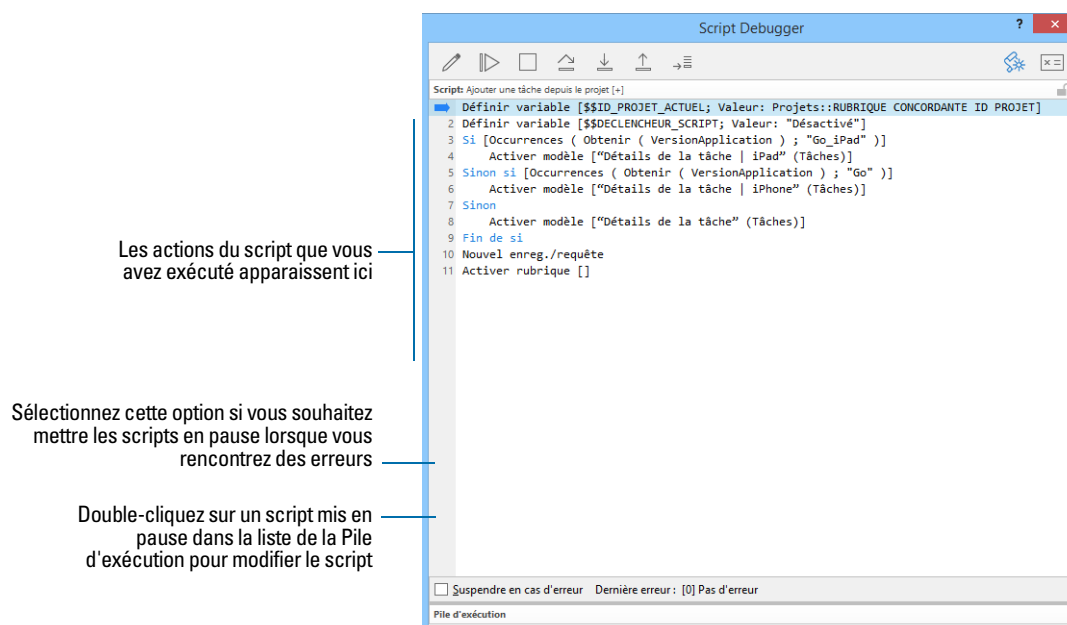 Script Debugger
?
Script: Ajouter une tâche depuis le projet [+]
Définir variable [$$ID_PROJET_ACTUEL; Valeur: Projets::RUBRIQUE CONCORDANTE ID PROJET]
2 Définir variable [$$DECLENCHEUR_SCRIPT; Valeur: "Désactivé"]
3 Si [Occurrences ( Obtenir ( VersionApplication ) ; "Go_iPad" )]
4 Activer modèle [“Détails de la tâche | iPad” (Tâches)]
5 Sinon si [Occurrences ( Obtenir ( VersionApplication ) ; "Go" )]
6 Activer modèle [“Détails de la tâche | iPhone” (Tâches)]
7 Sinon
8 Activer modèle [“Détails de la tâche” (Tâches)]
9 Fin de si
10 Nouvel enreg./requête
11 Activer rubrique []
Les actions du script que vous
avez exécuté apparaissent ici
Sélectionnez cette option si vous souhaitez
mettre les scripts en pause lorsque vous
rencontrez des erreurs
Double-cliquez sur un script mis en
pause dans la liste de la Pile
d'exécution pour modifier le script
Suspendre en cas d'erreur Dernière erreur : [0] Pas d'erreur
Pile d'exécution